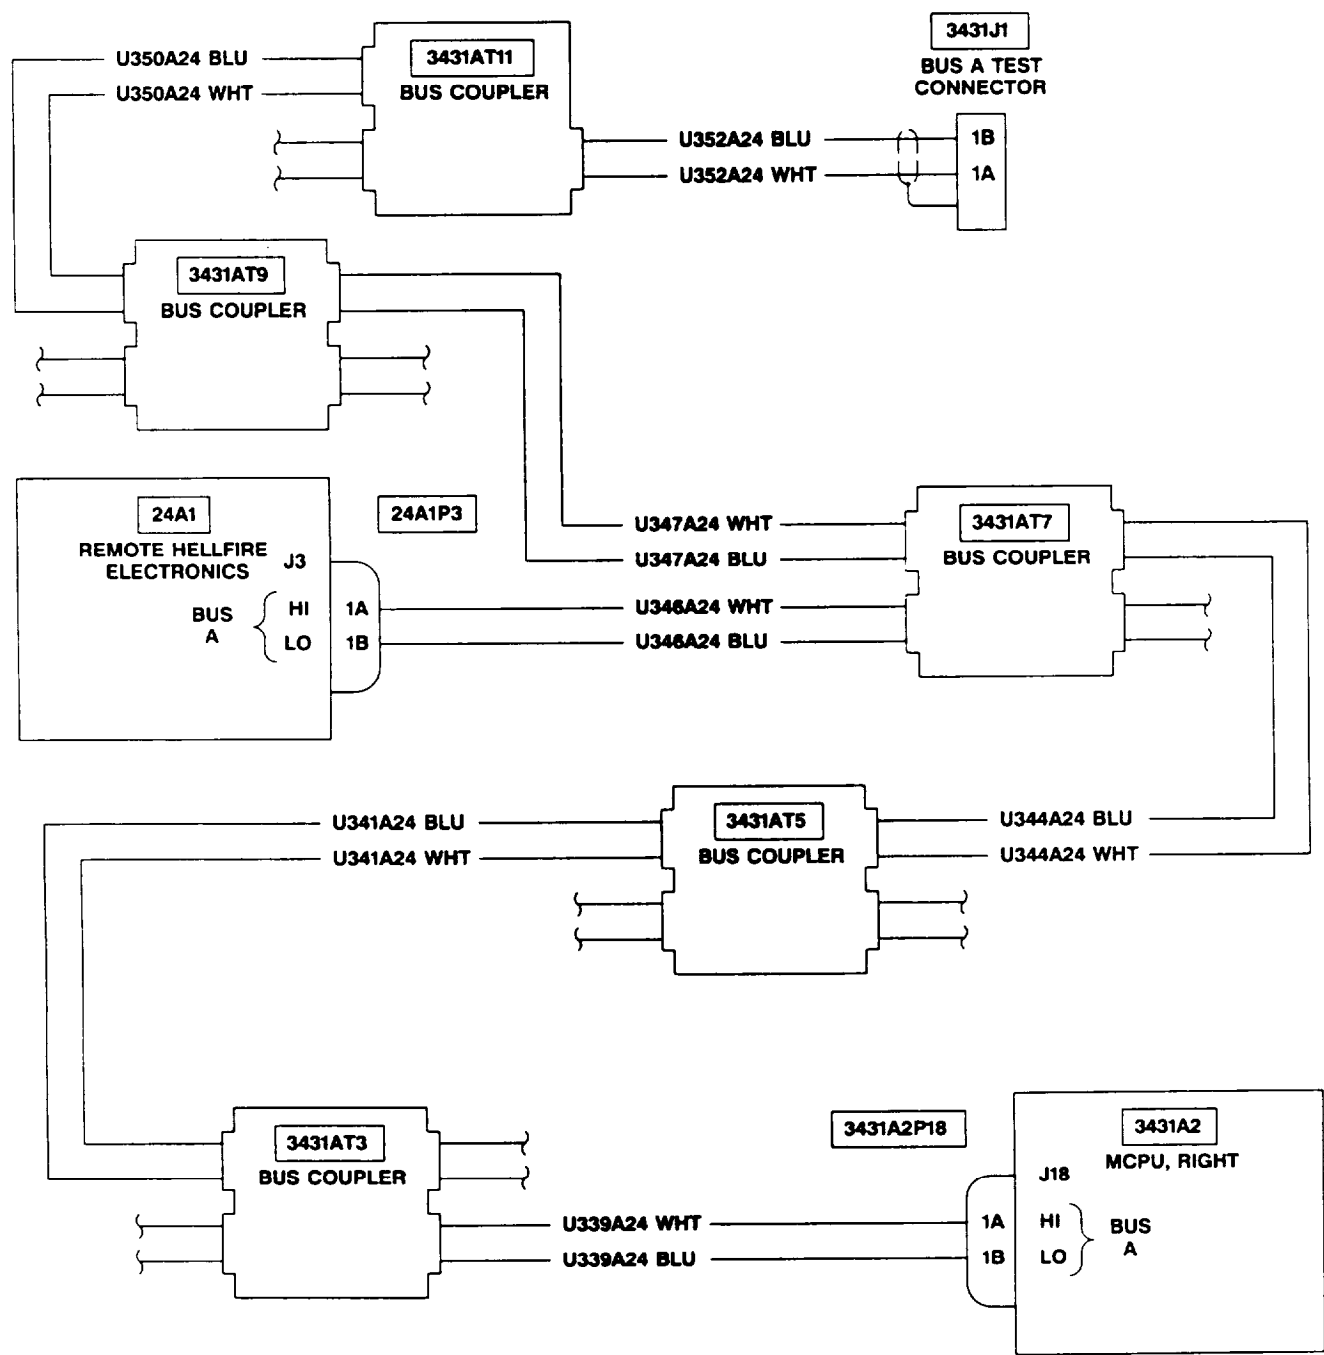 3431J1
BUS A TEST
CONNECTOR
U350A24 BLU
3431AT11
U350A24 WHT
BUS COUPLER
U352A24 BLU
1B
U352A24 WHT
1A
3431AT9
BUS COUPLER
24A1
24A1P3
REMOTE HELLFIRE
ELECTRONICS
J3
BUS
A
HI
1A
LO
1B
U347A24 WHT
U347A24 BLU
U346A24 WHT
U346A24 BLU
3431AT7
BUS COUPLER
U341A24 BLU
U341A24 WHT
3431AT5
BUS COUPLER
U344A24 BLU
U344A24 WHT
3431AT3
BUS COUPLER
3431A2P18
3431A2
MCPU, RIGHT
J18
U339A24 WHT
1A
HI
U339A24 BLU
1B
LO
BUS
A